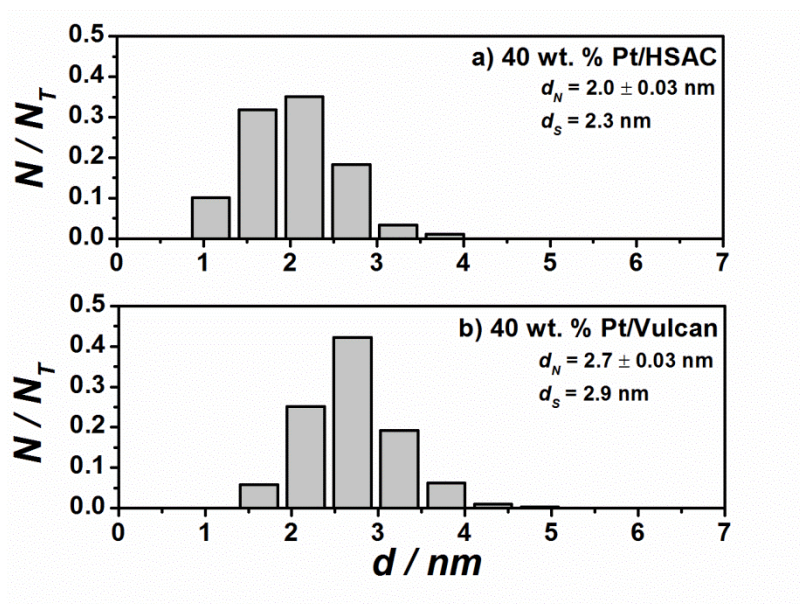 0.5
a) 40 wt. % Pt/HSAC
0.4
d_N = 2.0 ± 0.03 nm
0.3
d_S = 2.3 nm
0.2
0.1
0.0
N / N_T
0 1 2 3 4 5 6 7
0.5
b) 40 wt. % Pt/Vulcan
0.4
d_N = 2.7 ± 0.03 nm
0.3
d_S = 2.9 nm
0.2
0.1
0.0
N / N_T
0 1 2 3 4 5 6 7
d / nm